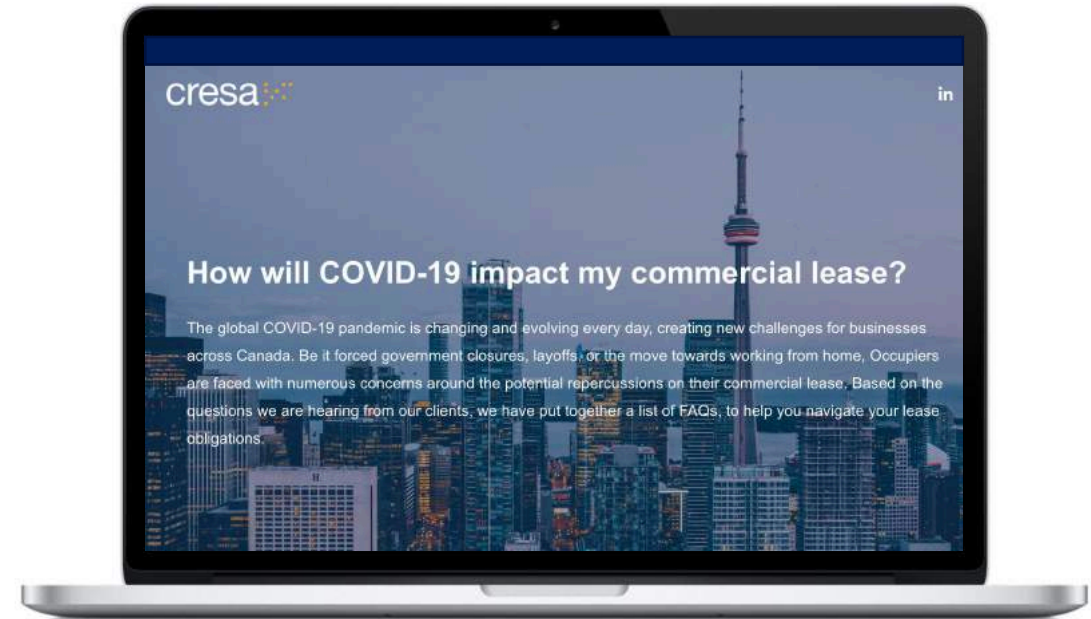 cresa
in
How will COVID-19 impact my commercial lease?
The global COVID-19 pandemic is changing and evolving every day, creating new challenges for businesses
across Canada. Be it forced government closures, layoffs, or the move towards working from home, Occupiers
are faced with numerous concerns around the potential repercussions on their commercial lease. Based on the
questions we are hearing from our clients, we have put together a list of FAQs, to help you navigate your lease
obligations.